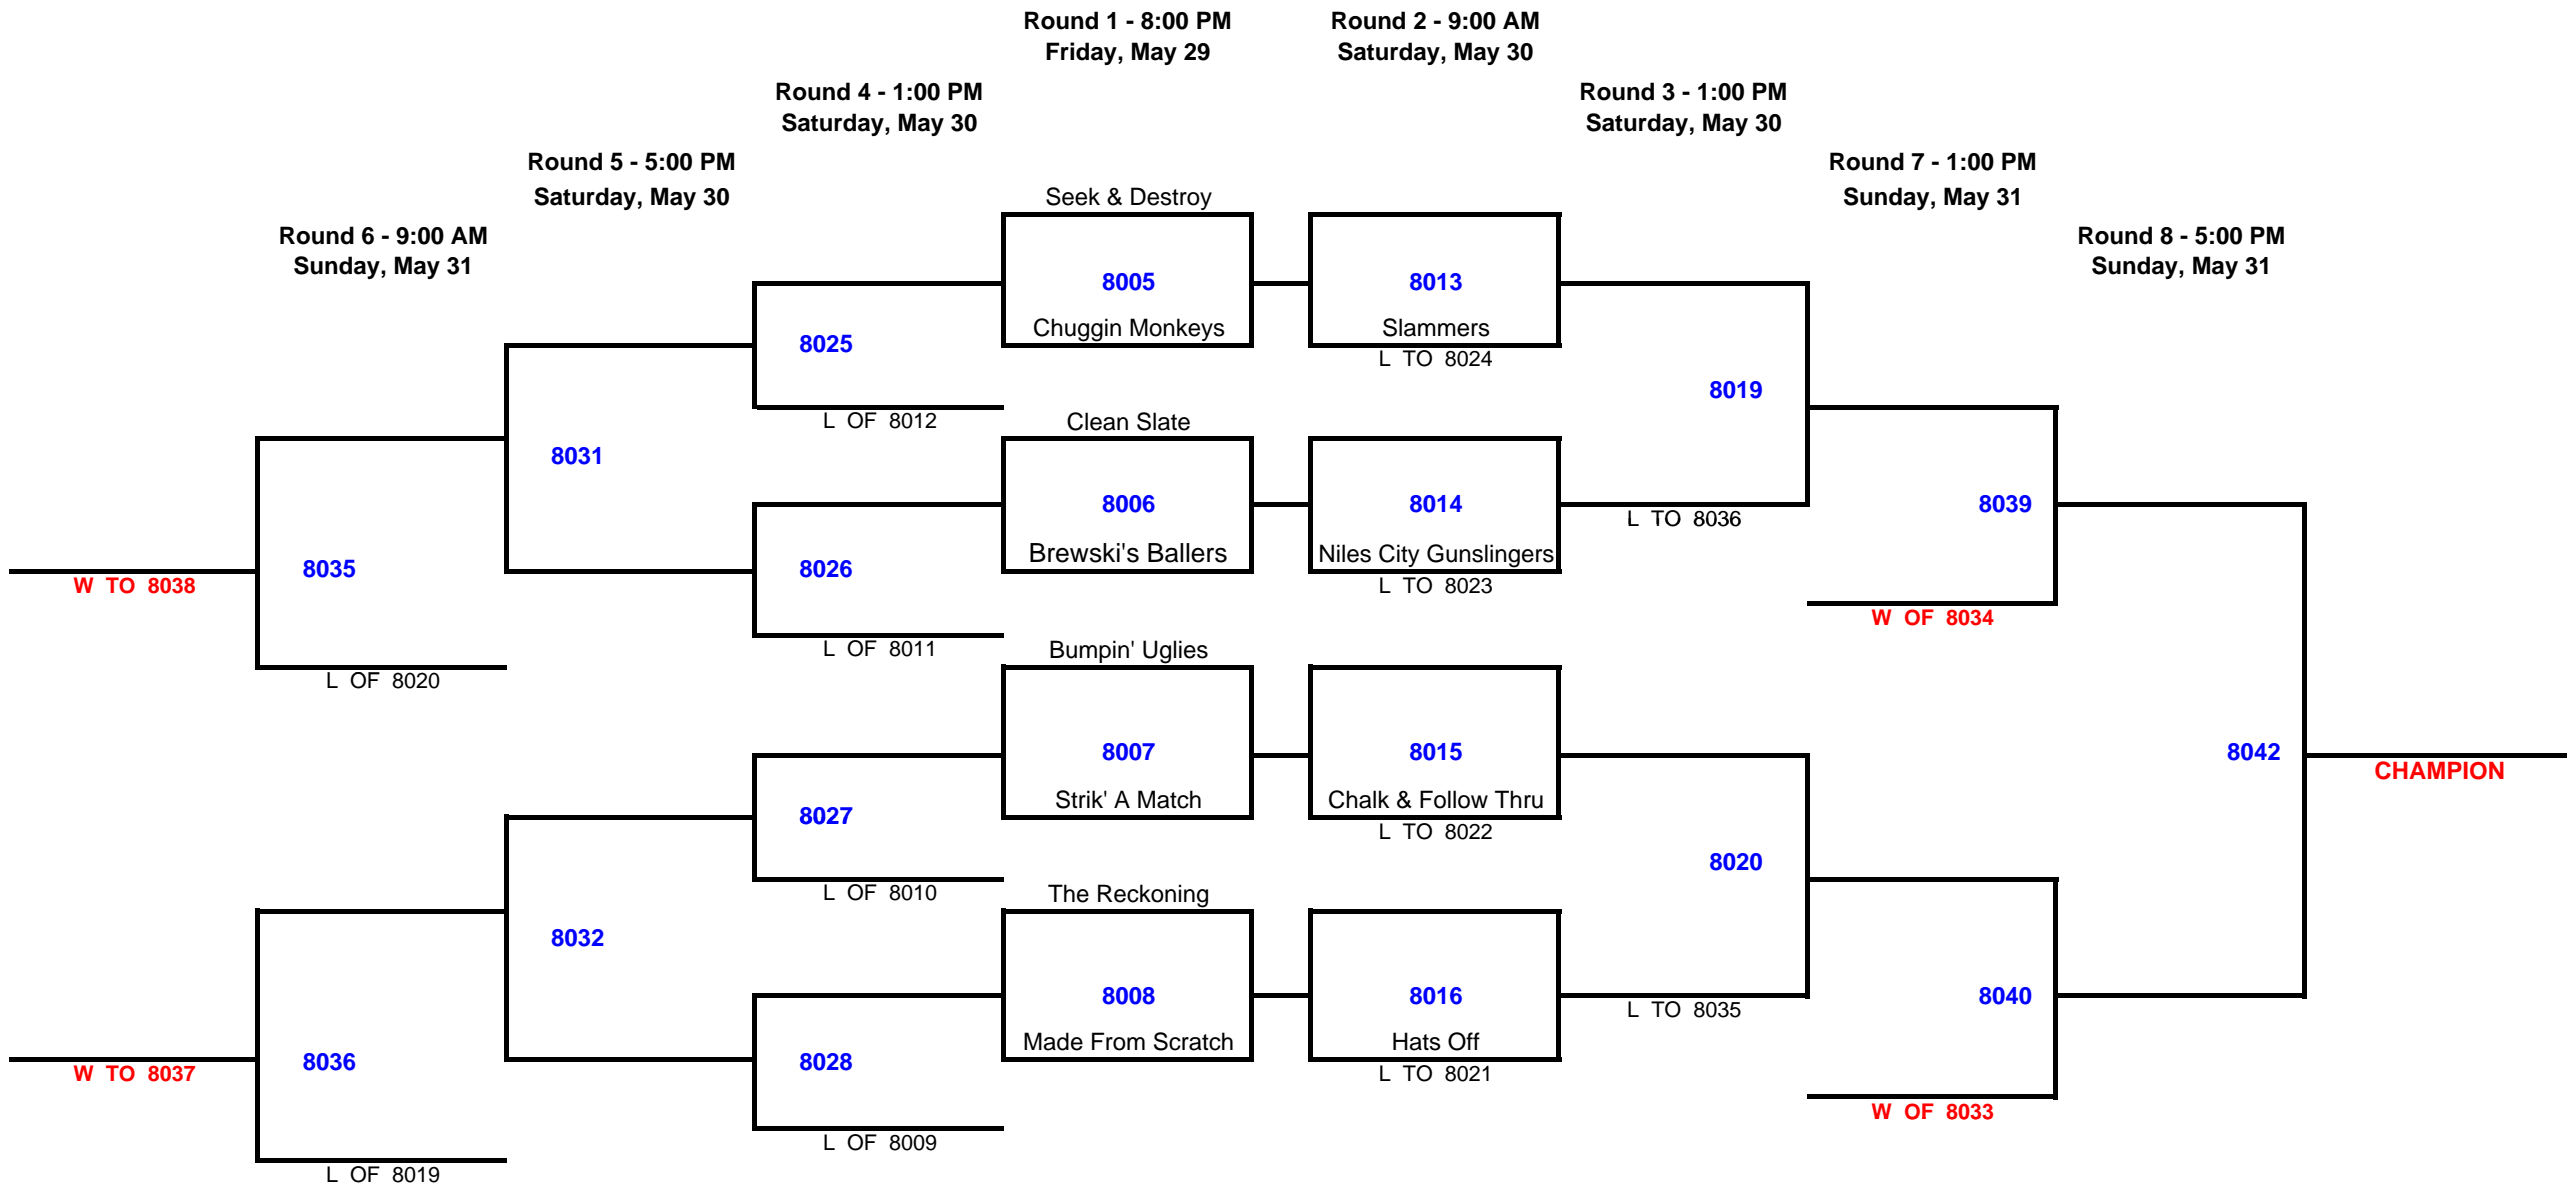 Round 1 - 8:00 PM
Friday, May 29
Round 2 - 9:00 AM
Saturday, May 30
Round 4 - 1:00 PM
Saturday, May 30
Round 3 - 1:00 PM
Saturday, May 30
Round 5 - 5:00 PM
Saturday, May 30
Round 7 - 1:00 PM
Sunday, May 31
Round 6 - 9:00 AM
Sunday, May 31
Round 8 - 5:00 PM
Sunday, May 31
Seek & Destroy
8005
8013
Chuggin Monkeys
Slammers
8025
L TO 8024
8019
L OF 8012
Clean Slate
8031
8006
8014
8039
L TO 8036
Brewski's Ballers
Niles City Gunslingers
8035
8026
W TO 8038
L TO 8023
W OF 8034
L OF 8011
Bumpin' Uglies
L OF 8020
8007
8015
8042
CHAMPION
Strik' A Match
Chalk & Follow Thru
8027
L TO 8022
8020
L OF 8010
The Reckoning
8032
8008
8016
8040
L TO 8035
Made From Scratch
Hats Off
8036
8028
W TO 8037
L TO 8021
W OF 8033
L OF 8009
L OF 8019